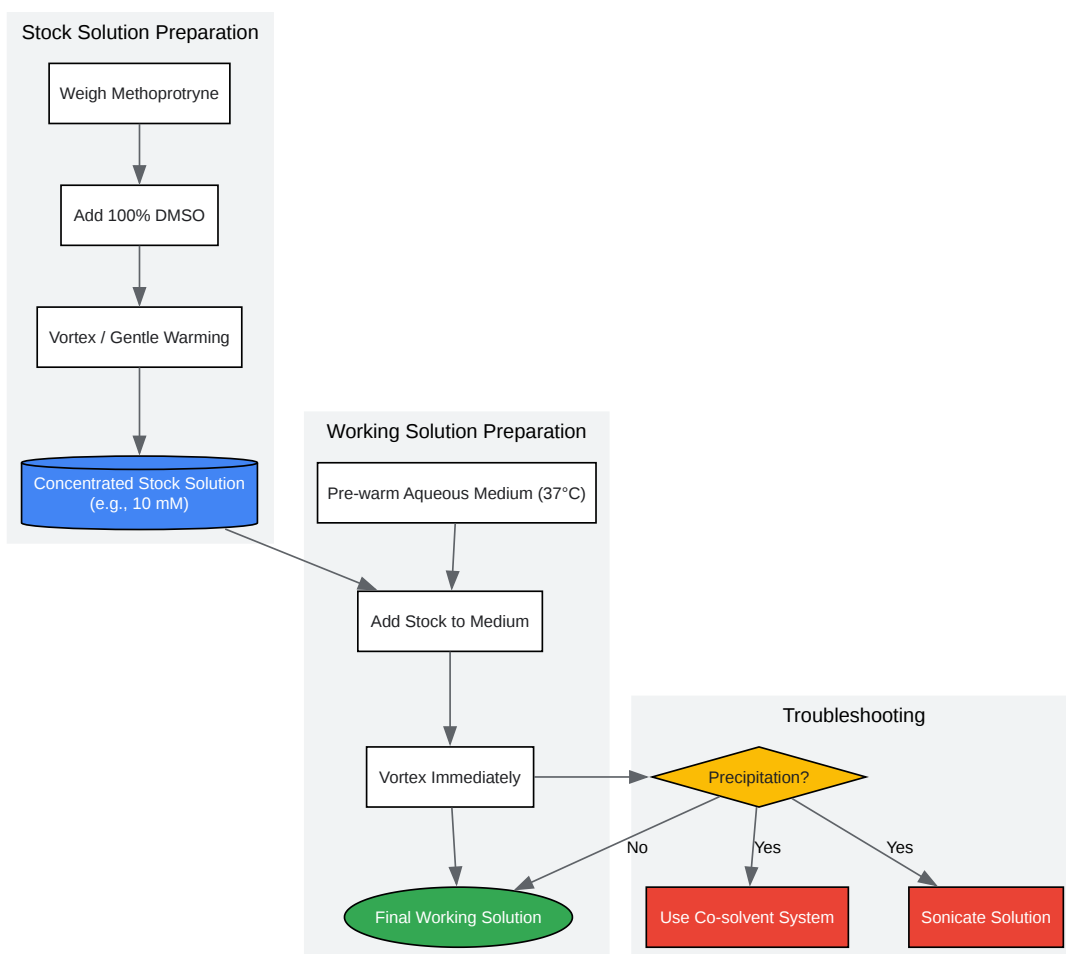 Stock Solution Preparation
Weigh Methoprotryne
Add 100% DMSO
Vortex / Gentle Warming
Concentrated Stock Solution
(e.g., 10 mM)
Working Solution Preparation
Pre-warm Aqueous Medium (37°C)
Add Stock to Medium
Vortex Immediately
Final Working Solution
Troubleshooting
Precipitation?
No
Yes
Yes
Use Co-solvent System
Sonicate Solution